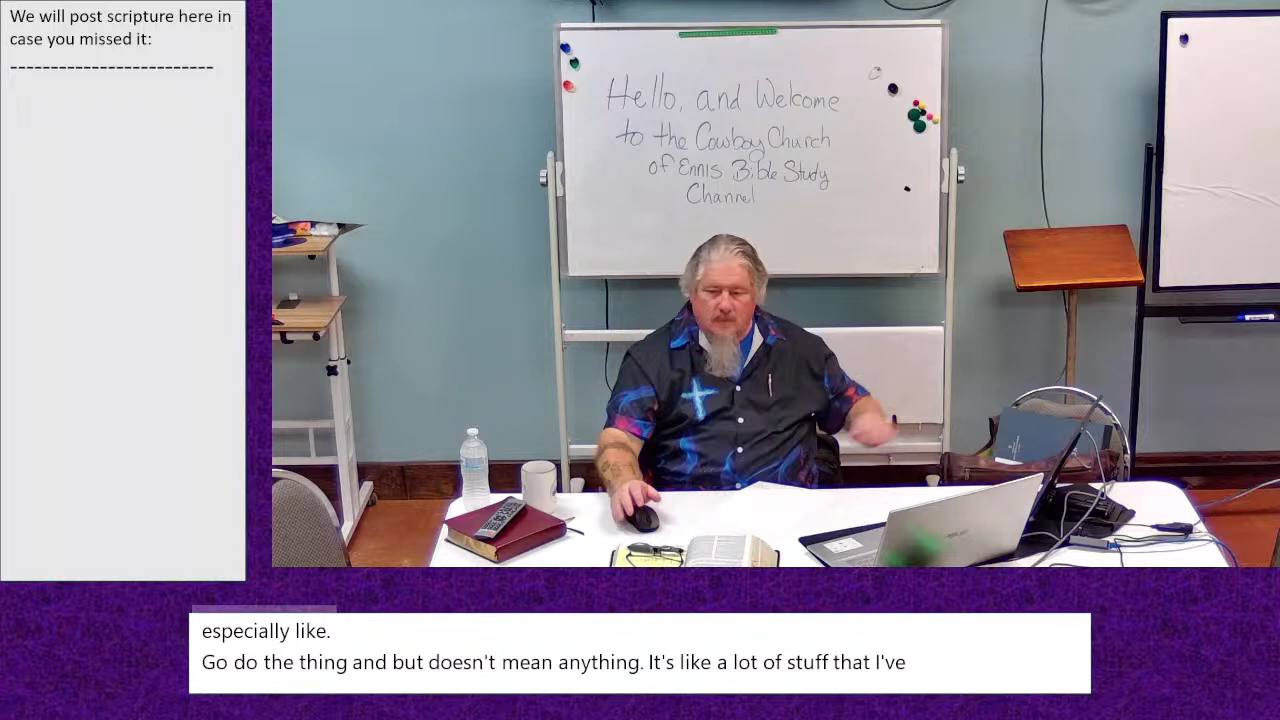 We will post scripture here in
case you missed it:
-------------------------
Hello, and Welcome
to the Cowboy Church
of Ennis Bible Study
Channel
especially like.
Go do the thing and but doesn't mean anything. It's like a lot of stuff that I've